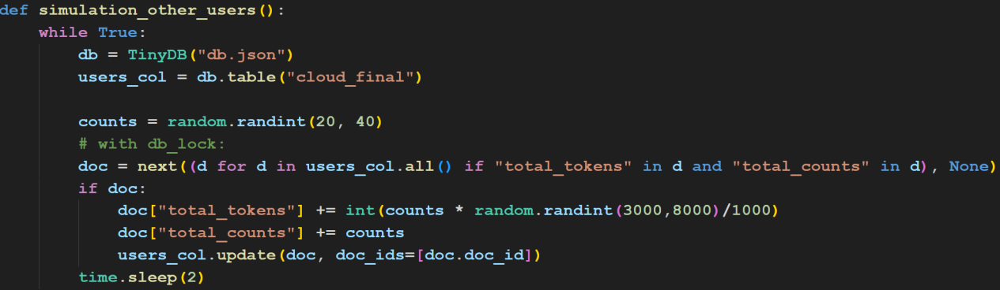 def simulation_other_users():
while True:
db = TinyDB("db.json")
users_col = db.table("cloud_final")
counts = random.randint(20, 40)
# with db_lock:
doc = next((d for d in users_col.all() if "total_tokens" in d and "total_counts" in d), None)
if doc:
doc["total_tokens"] += int(counts * random.randint(3000,8000)/1000)
doc["total_counts"] += counts
users_col.update(doc, doc_ids=[doc.doc_id])
time.sleep(2)